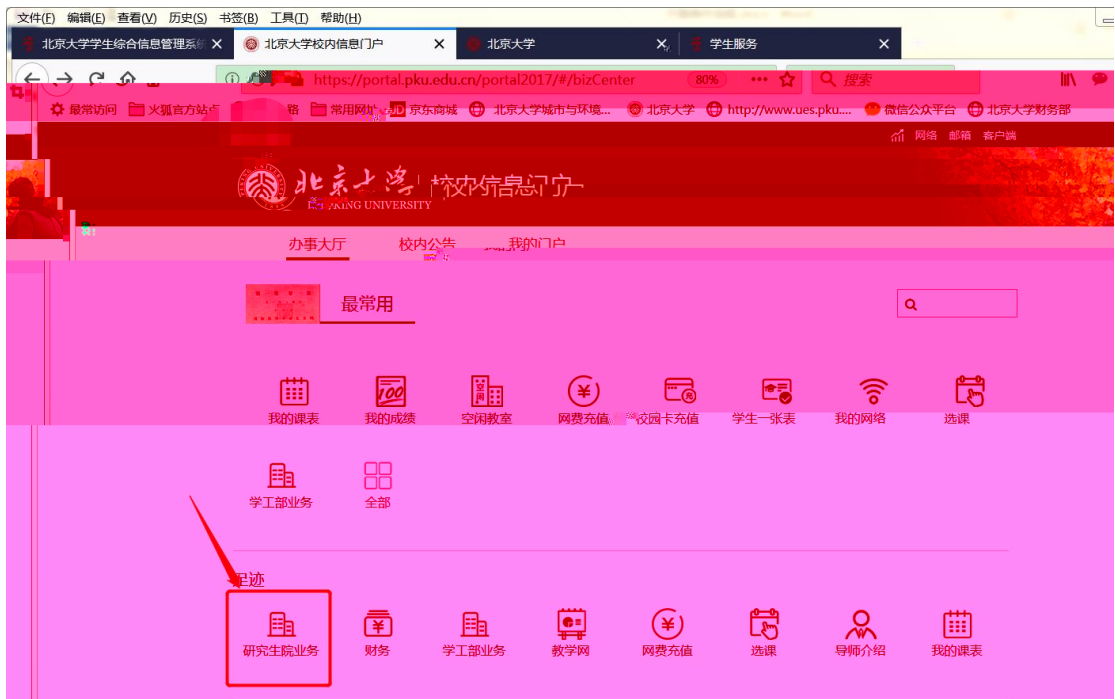 文件(F) 编辑(E) 查看(V) 历史(S) 书签(B) 工具(T) 帮助(H)
北京大学学生综合信息管理系统 北京大学校内信息门户 北京大学 学生服务
https://portal.pku.edu.cn/portal2017/#/bizCenter 80% 搜索
最常访问 火狐官方站点 常用网址 JD 京东商城 北京大学城市与环境... 北京大学 http://www.ues.pku.... 微信公众平台 北京大学财务部
网络 邮箱 客户端
北京大学 校内信息门户
PEKING UNIVERSITY
办事大厅 校内公告 我的门户
最常用
我的课表 我的成绩 空闲教室 网费充值 校园卡充值 学生一张表 我的网络 选课
学工部业务 全部
足迹
研究生院业务 财务 学工部业务 教学网 网费充值 选课 导师介绍 我的课表